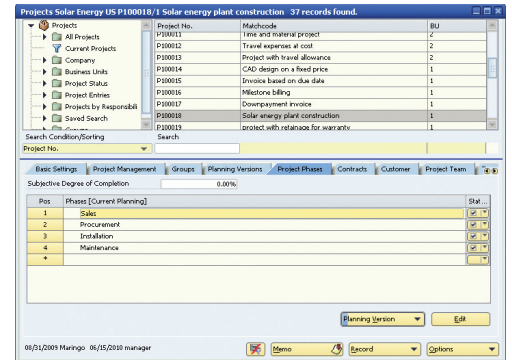 Projects Solar Energy US P100018/1 Solar energy plant construction 37 records found.
Projects
All Projects
Current Projects
Company
Business Units
Project Status
Project Entries
Projects by Responsibili
Saved Search
Project No. Matchcode BU
P100011 Time and material project 2
P100012 Travel expenses at cost 2
P100013 Project with travel allowance 2
P100014 CAD design on a fixed price 1
P100015 Invoice based on due date 1
P100016 Milestone billing 1
P100017 Downpayment invoice 1
P100018 Solar energy plant construction 1
P100019 project with retainage for warranty 1
Search Condition/Sorting Search
Project No.
Basic Settings Project Management Groups Planning Versions Project Phases Contracts Customer Project Team
Subjective Degree of Completion 0.00%
Pos Phases [Current Planning] Stat...
1 Sales
2 Procurement
3 Installation
4 Maintenance
*
Planning Version Edit
08/31/2009 Maringo 06/15/2010 manager Memo Record Options